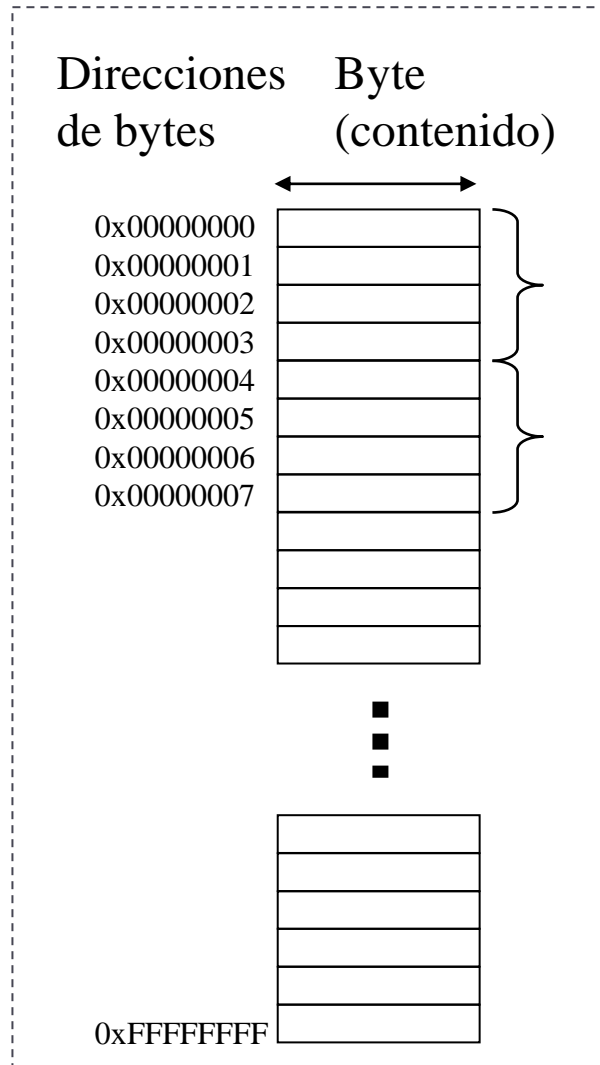 Direcciones Byte
de bytes (contenido)
0x00000000
0x00000001
0x00000002
0x00000003
0x00000004
0x00000005
0x00000006
0x00000007
0xFFFFFFFF